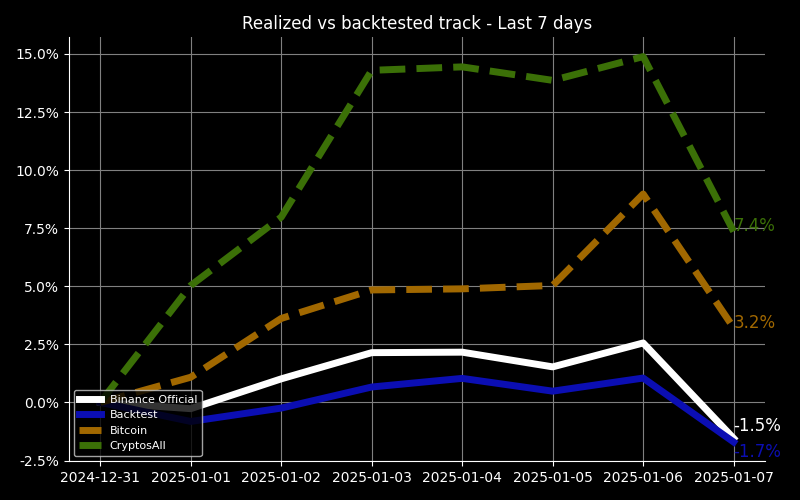 Realized vs backtested track - Last 7 days
15.0%
12.5%
10.0%
7.5%
5.0%
2.5%
0.0%
-2.5%
7.4%
3.2%
-1.5%
-1.7%
Binance Official
Backtest
Bitcoin
CryptosAll
2024-12-31 2025-01-01 2025-01-02 2025-01-03 2025-01-04 2025-01-05 2025-01-06 2025-01-07